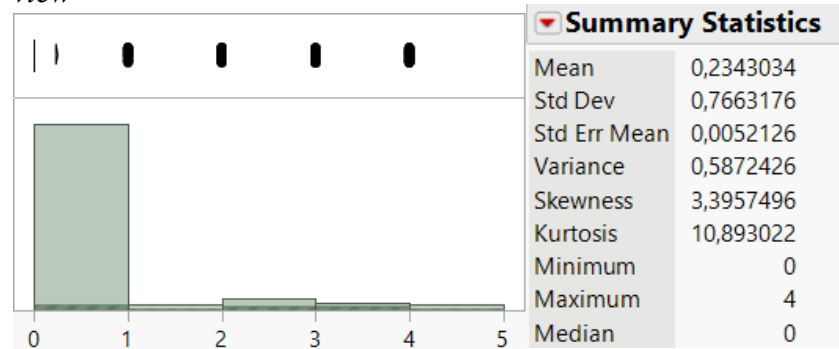 Summary Statistics
Mean 0,2343034
Std Dev 0,7663176
Std Err Mean 0,0052126
Variance 0,5872426
Skewness 3,3957496
Kurtosis 10,893022
Minimum 0
Maximum 4
Median 0
0 1 2 3 4 5